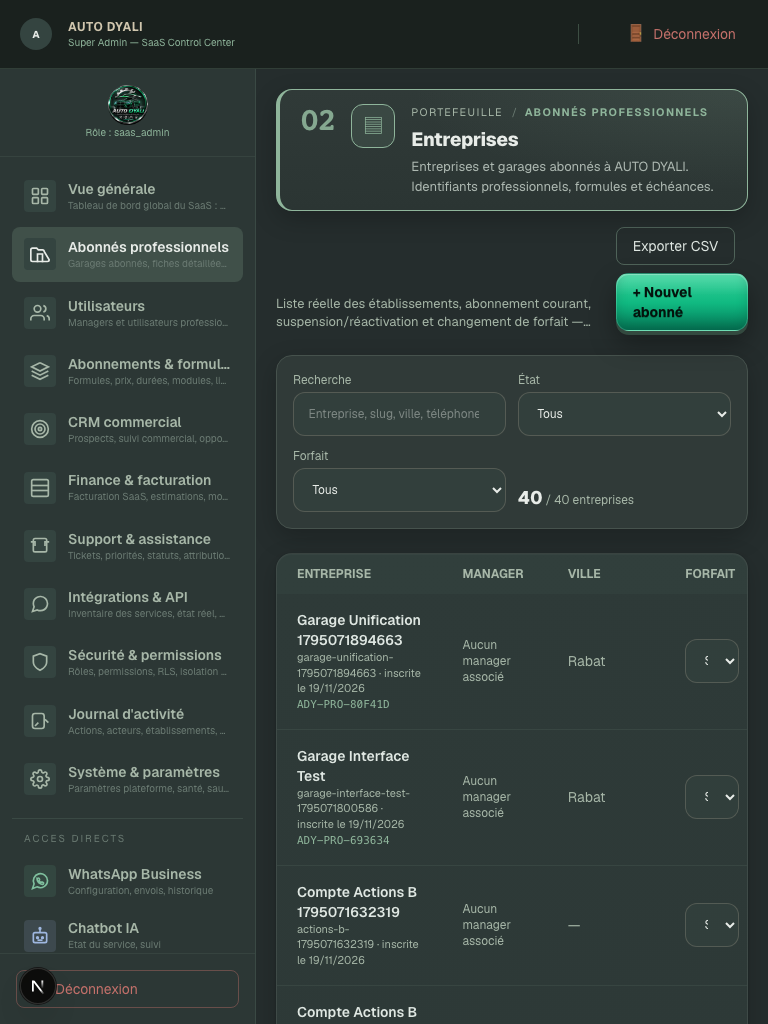 A
AUTO DYALI
Super Admin — SaaS Control Center
Déconnexion
AUTO DYALI
Rôle : saas_admin
Vue générale
Tableau de bord global du SaaS : ...
Abonnés professionnels
Garages abonnés, fiches détaillée...
Utilisateurs
Managers et utilisateurs professio...
Abonnements & formul...
Formules, prix, durées, modules, li...
CRM commercial
Prospects, suivi commercial, oppo...
Finance & facturation
Facturation SaaS, estimations, mo...
Support & assistance
Tickets, priorités, statuts, attributio...
Intégrations & API
Inventaire des services, état réel, ...
Sécurité & permissions
Rôles, permissions, RLS, isolation ...
Journal d'activité
Actions, acteurs, établissements, ...
Système & paramètres
Paramètres plateforme, santé, sau...
ACCES DIRECTS
WhatsApp Business
Configuration, envois, historique
Chatbot IA
Etat du service, suivi
N
Déconnexion
02
PORTEFEUILLE / ABONNÉS PROFESSIONNELS
Entreprises
Entreprises et garages abonnés à AUTO DYALI.
Identifiants professionnels, formules et échéances.
Exporter CSV
Liste réelle des établissements, abonnement courant,
suspension/réactivation et changement de forfait —...
+ Nouvel
abonné
Recherche
État
Entreprise, slug, ville, téléphone
Tous
Forfait
Tous
40 / 40 entreprises
ENTREPRISE MANAGER VILLE FORFAIT
Garage Unification
1795071894663
garage-unification-
1795071894663 · inscrite
le 19/11/2026
ADY-PRO-80F41D
Aucun
manager
associé
Rabat
Garage Interface
Test
garage-interface-test-
1795071800586 ·
inscrite le 19/11/2026
ADY-PRO-693634
Aucun
manager
associé
Rabat
Compte Actions B
1795071632319
actions-b-
1795071632319 · inscrite
le 19/11/2026
Aucun
manager
associé
—
Compte Actions B